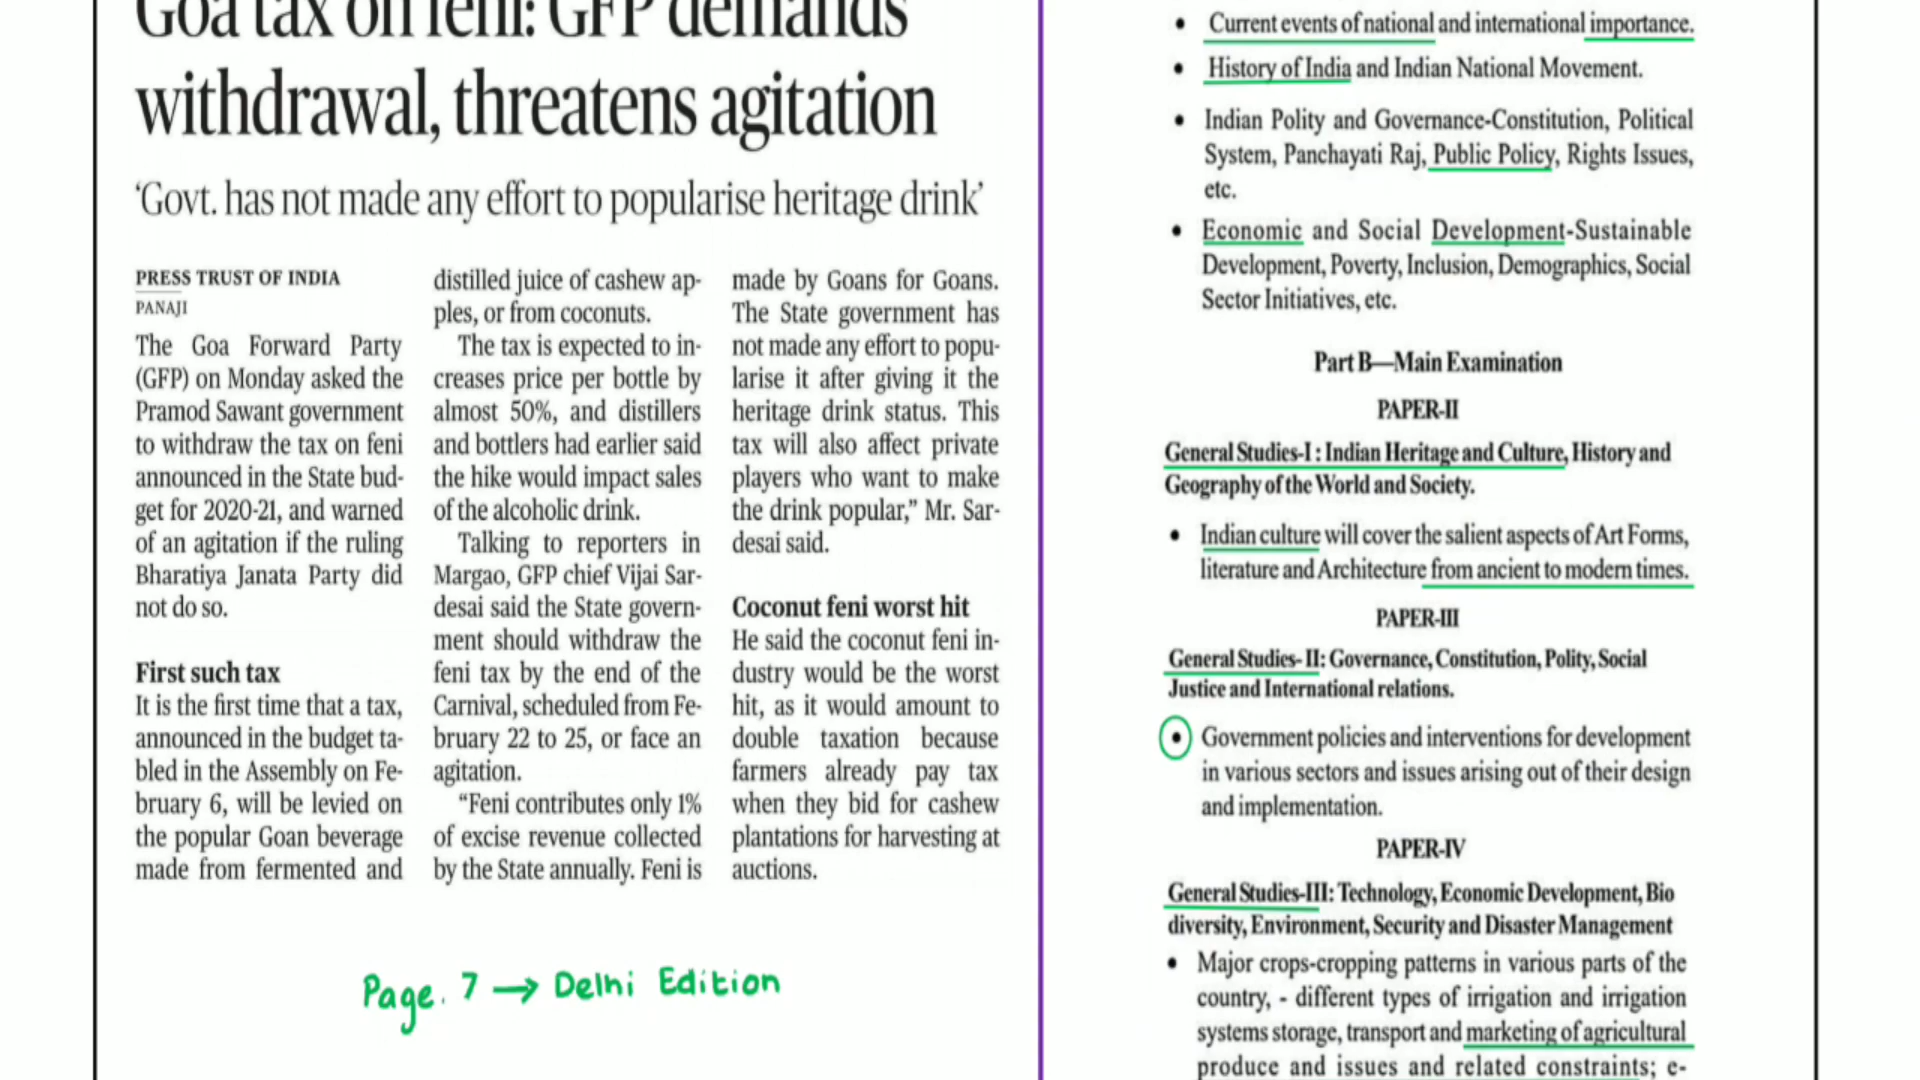 Goa tax on feni: GFP demands
withdrawal, threatens agitation
‘Govt. has not made any effort to popularise heritage drink’
PRESS TRUST OF INDIA
PANAJI
The Goa Forward Party
(GFP) on Monday asked the
Pramod Sawant government
to withdraw the tax on feni
announced in the State bud-
get for 2020-21, and warned
of an agitation if the ruling
Bharatiya Janata Party did
not do so.
First such tax
It is the first time that a tax,
announced in the budget ta-
bled in the Assembly on Fe-
bruary 6, will be levied on
the popular Goan beverage
made from fermented and
distilled juice of cashew ap-
ples, or from coconuts.
The tax is expected to in-
creases price per bottle by
almost 50%, and distillers
and bottlers had earlier said
the hike would impact sales
of the alcoholic drink.
Talking to reporters in
Margao, GFP chief Vijai Sar-
desai said the State govern-
ment should withdraw the
feni tax by the end of the
Carnival, scheduled from Fe-
bruary 22 to 25, or face an
agitation.
“Feni contributes only 1%
of excise revenue collected
by the State annually. Feni is
made by Goans for Goans.
The State government has
not made any effort to popu-
larise it after giving it the
heritage drink status. This
tax will also affect private
players who want to make
the drink popular,” Mr. Sar-
desai said.
Coconut feni worst hit
He said the coconut feni in-
dustry would be the worst
hit, as it would amount to
double taxation because
farmers already pay tax
when they bid for cashew
plantations for harvesting at
auctions.
Page. 7 → Delhi Edition
• Current events of national and international importance.
• History of India and Indian National Movement.
• Indian Polity and Governance-Constitution, Political
System, Panchayati Raj, Public Policy, Rights Issues,
etc.
• Economic and Social Development-Sustainable
Development, Poverty, Inclusion, Demographics, Social
Sector Initiatives, etc.
Part B—Main Examination
PAPER-II
General Studies-I : Indian Heritage and Culture, History and
Geography of the World and Society.
• Indian culture will cover the salient aspects of Art Forms,
literature and Architecture from ancient to modern times.
PAPER-III
General Studies- II: Governance, Constitution, Polity, Social
Justice and International relations.
• Government policies and interventions for development
in various sectors and issues arising out of their design
and implementation.
PAPER-IV
General Studies-III: Technology, Economic Development, Bio
diversity, Environment, Security and Disaster Management
• Major crops-cropping patterns in various parts of the
country, - different types of irrigation and irrigation
systems storage, transport and marketing of agricultural
produce and issues and related constraints; e-